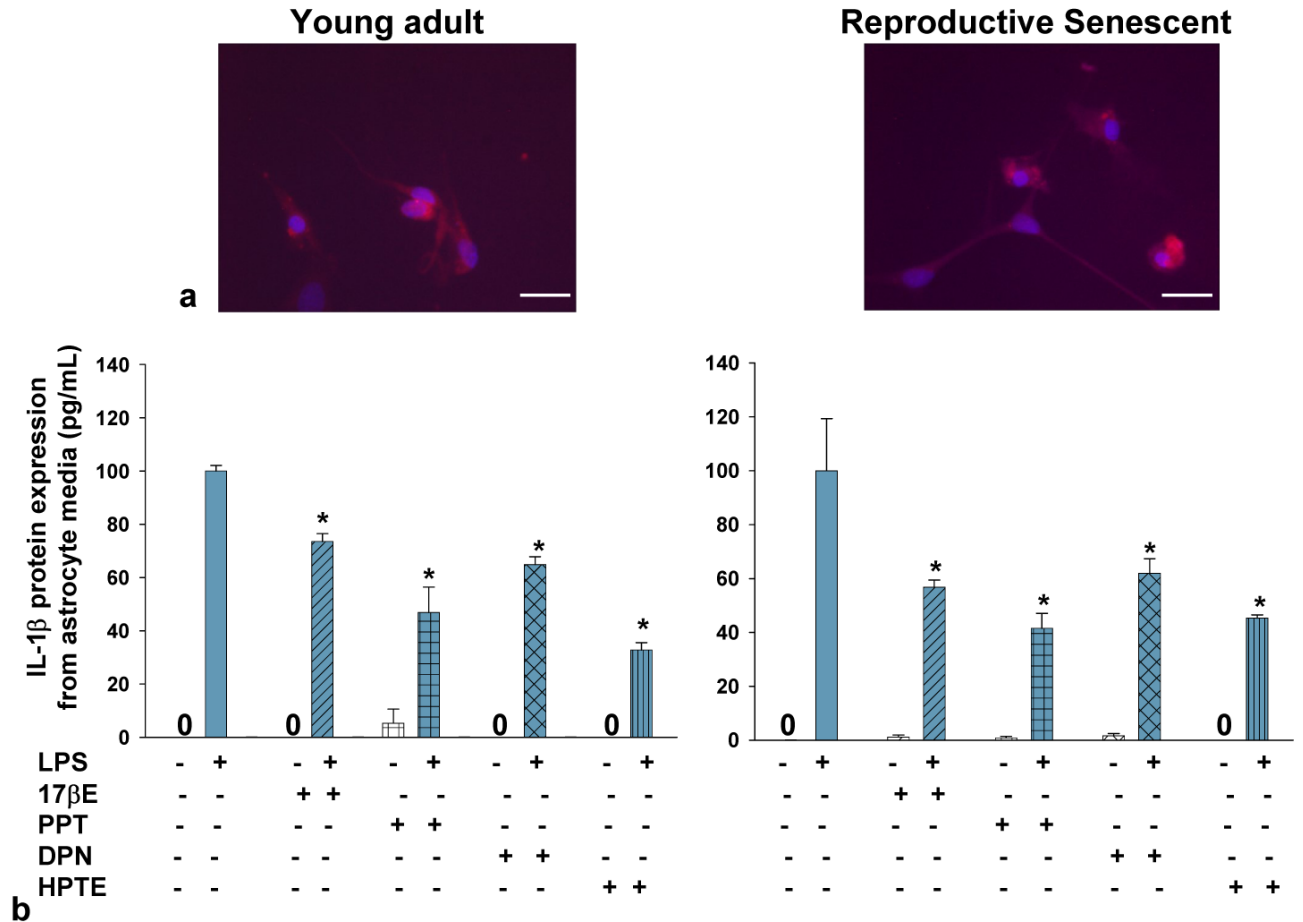 Young adult
Reproductive Senescent
a
IL-1β protein expression
from astrocyte media (pg/mL)
140
120
100
80
60
40
20
0
0 0 0 0
* * * *
140
120
100
80
60
40
20
0
0 0
* * * *
LPS - + - + - + - + - + - + - + - + - + - +
17βE - - + + - - - - - - - - + + - - - - - -
PPT - - - - + + - - - - - - - - + + - - - -
DPN - - - - - - + + - - - - - - - - + + - -
HPTE - - - - - - - - + + - - - - - - - - + +
b